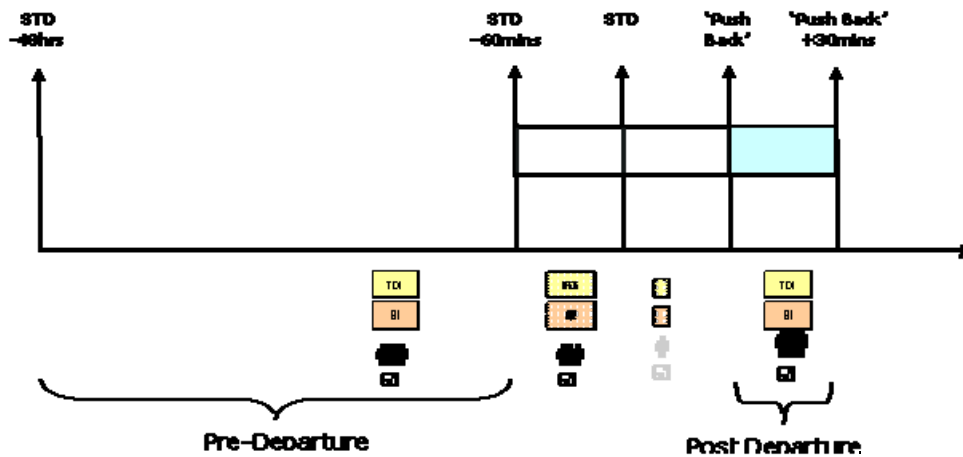 STD
STD
STD
'Push
'Push Back'
-48hrs
-60mins
Back'
+30mins
TDI
TDI
BI
BI
Pre-Departure
Post Departure